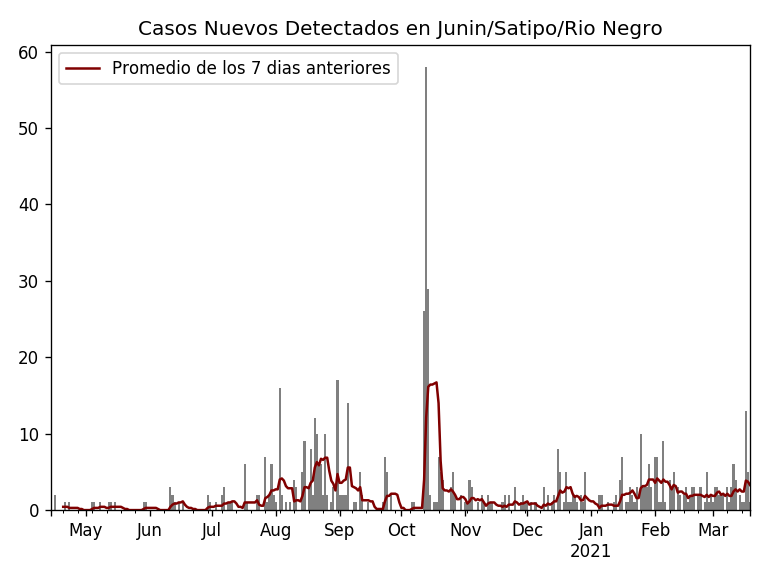 Casos Nuevos Detectados en Junin/Satipo/Rio Negro
Promedio de los 7 dias anteriores
60
50
40
30
20
10
0
May Jun Jul Aug Sep Oct Nov Dec Jan Feb Mar
2021